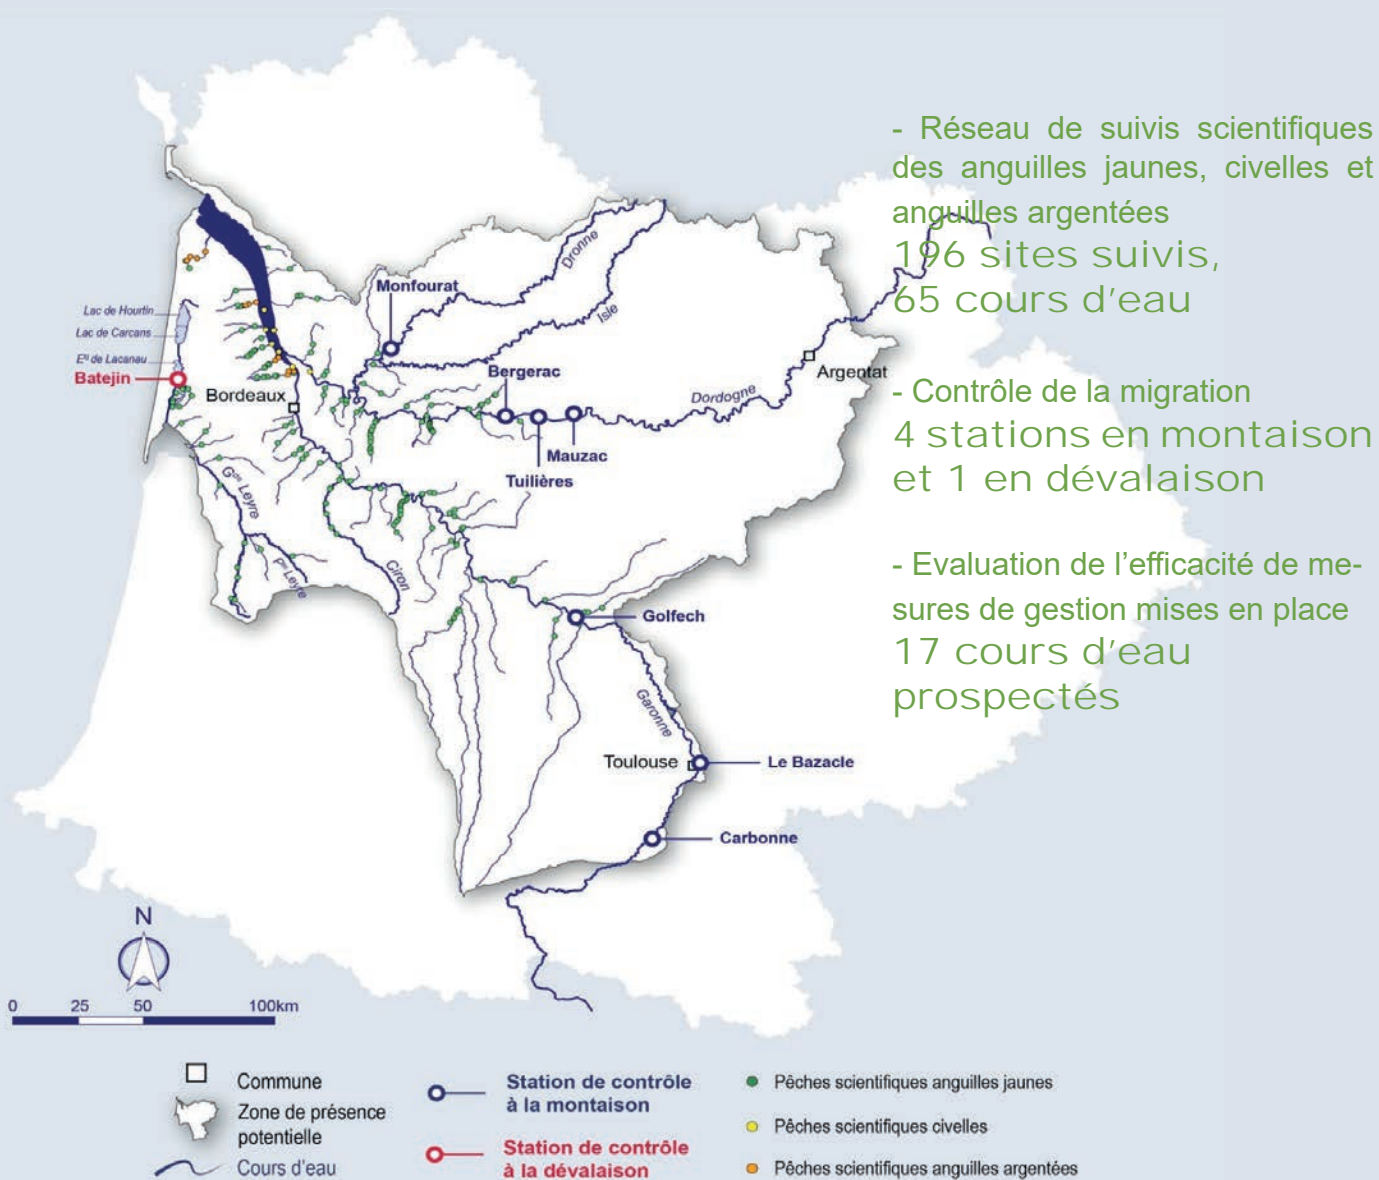 - Réseau de suivis scientifiques
des anguilles jaunes, civelles et
anguilles argentées
196 sites suivis,
65 cours d'eau
- Contrôle de la migration
4 stations en montaison
et 1 en dévalaison
- Evaluation de l'efficacité de me-
sures de gestion mises en place
17 cours d'eau
prospectés
Dronne
Monfourat
Isle
Lac de Hourtin
Lac de Carcans
Eᵍ de Lacanau
Batejin
Bordeaux
Bergerac
Argentat
Dordogne
Mauzac
Tuilières
Gᵈᵉ Leyre
Pᵗᵉ Leyre
Ciron
Golfech
Garonne
Toulouse
Le Bazacle
Carbonne
N
0 25 50 100km
Commune
Zone de présence
potentielle
Cours d'eau
Station de contrôle
à la montaison
Station de contrôle
à la dévalaison
Pêches scientifiques anguilles jaunes
Pêches scientifiques civelles
Pêches scientifiques anguilles argentées